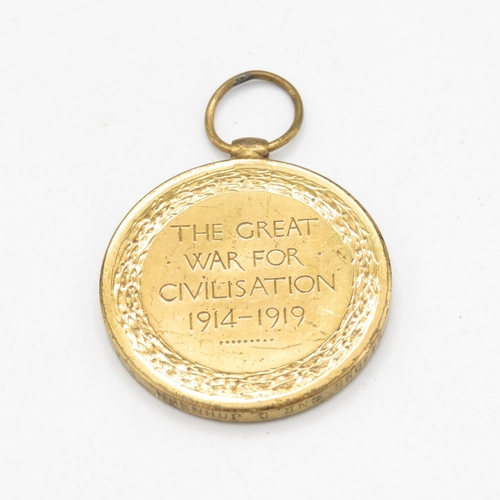 THE GREAT
WAR FOR
CIVILISATION
1914-1919